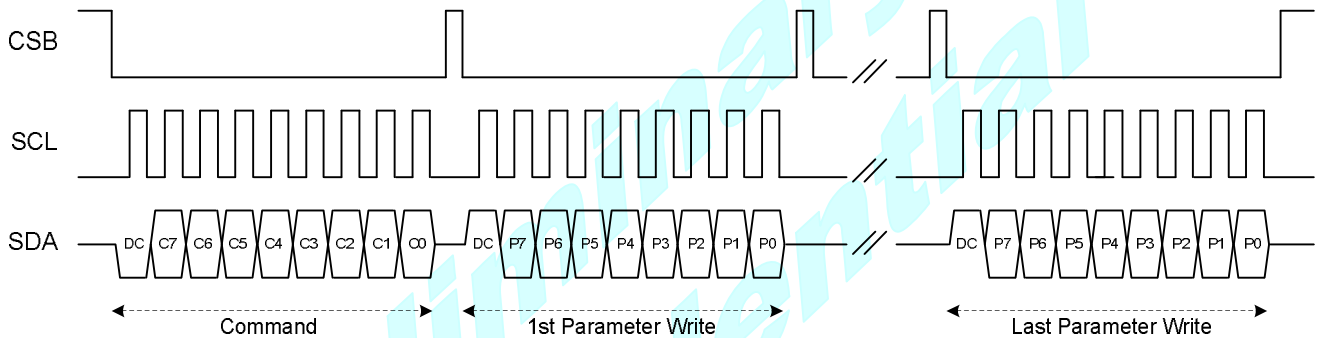 CSB
SCL
SDA DC C7 C6 C5 C4 C3 C2 C1 C0 DC P7 P6 P5 P4 P3 P2 P1 P0 DC P7 P6 P5 P4 P3 P2 P1 P0
Command 1st Parameter Write Last Parameter Write